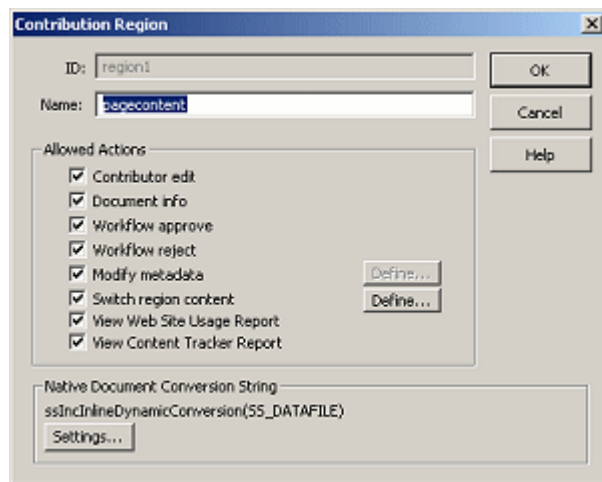 Contribution Region
ID: region1
OK
Name: pagecontent
Cancel
Allowed Actions
Help
Contributor edit
Document info
Workflow approve
Workflow reject
Modify metadata Define...
Switch region content Define...
View Web Site Usage Report
View Content Tracker Report
Native Document Conversion String
ssIncInlineDynamicConversion(SS_DATAFILE)
Settings...